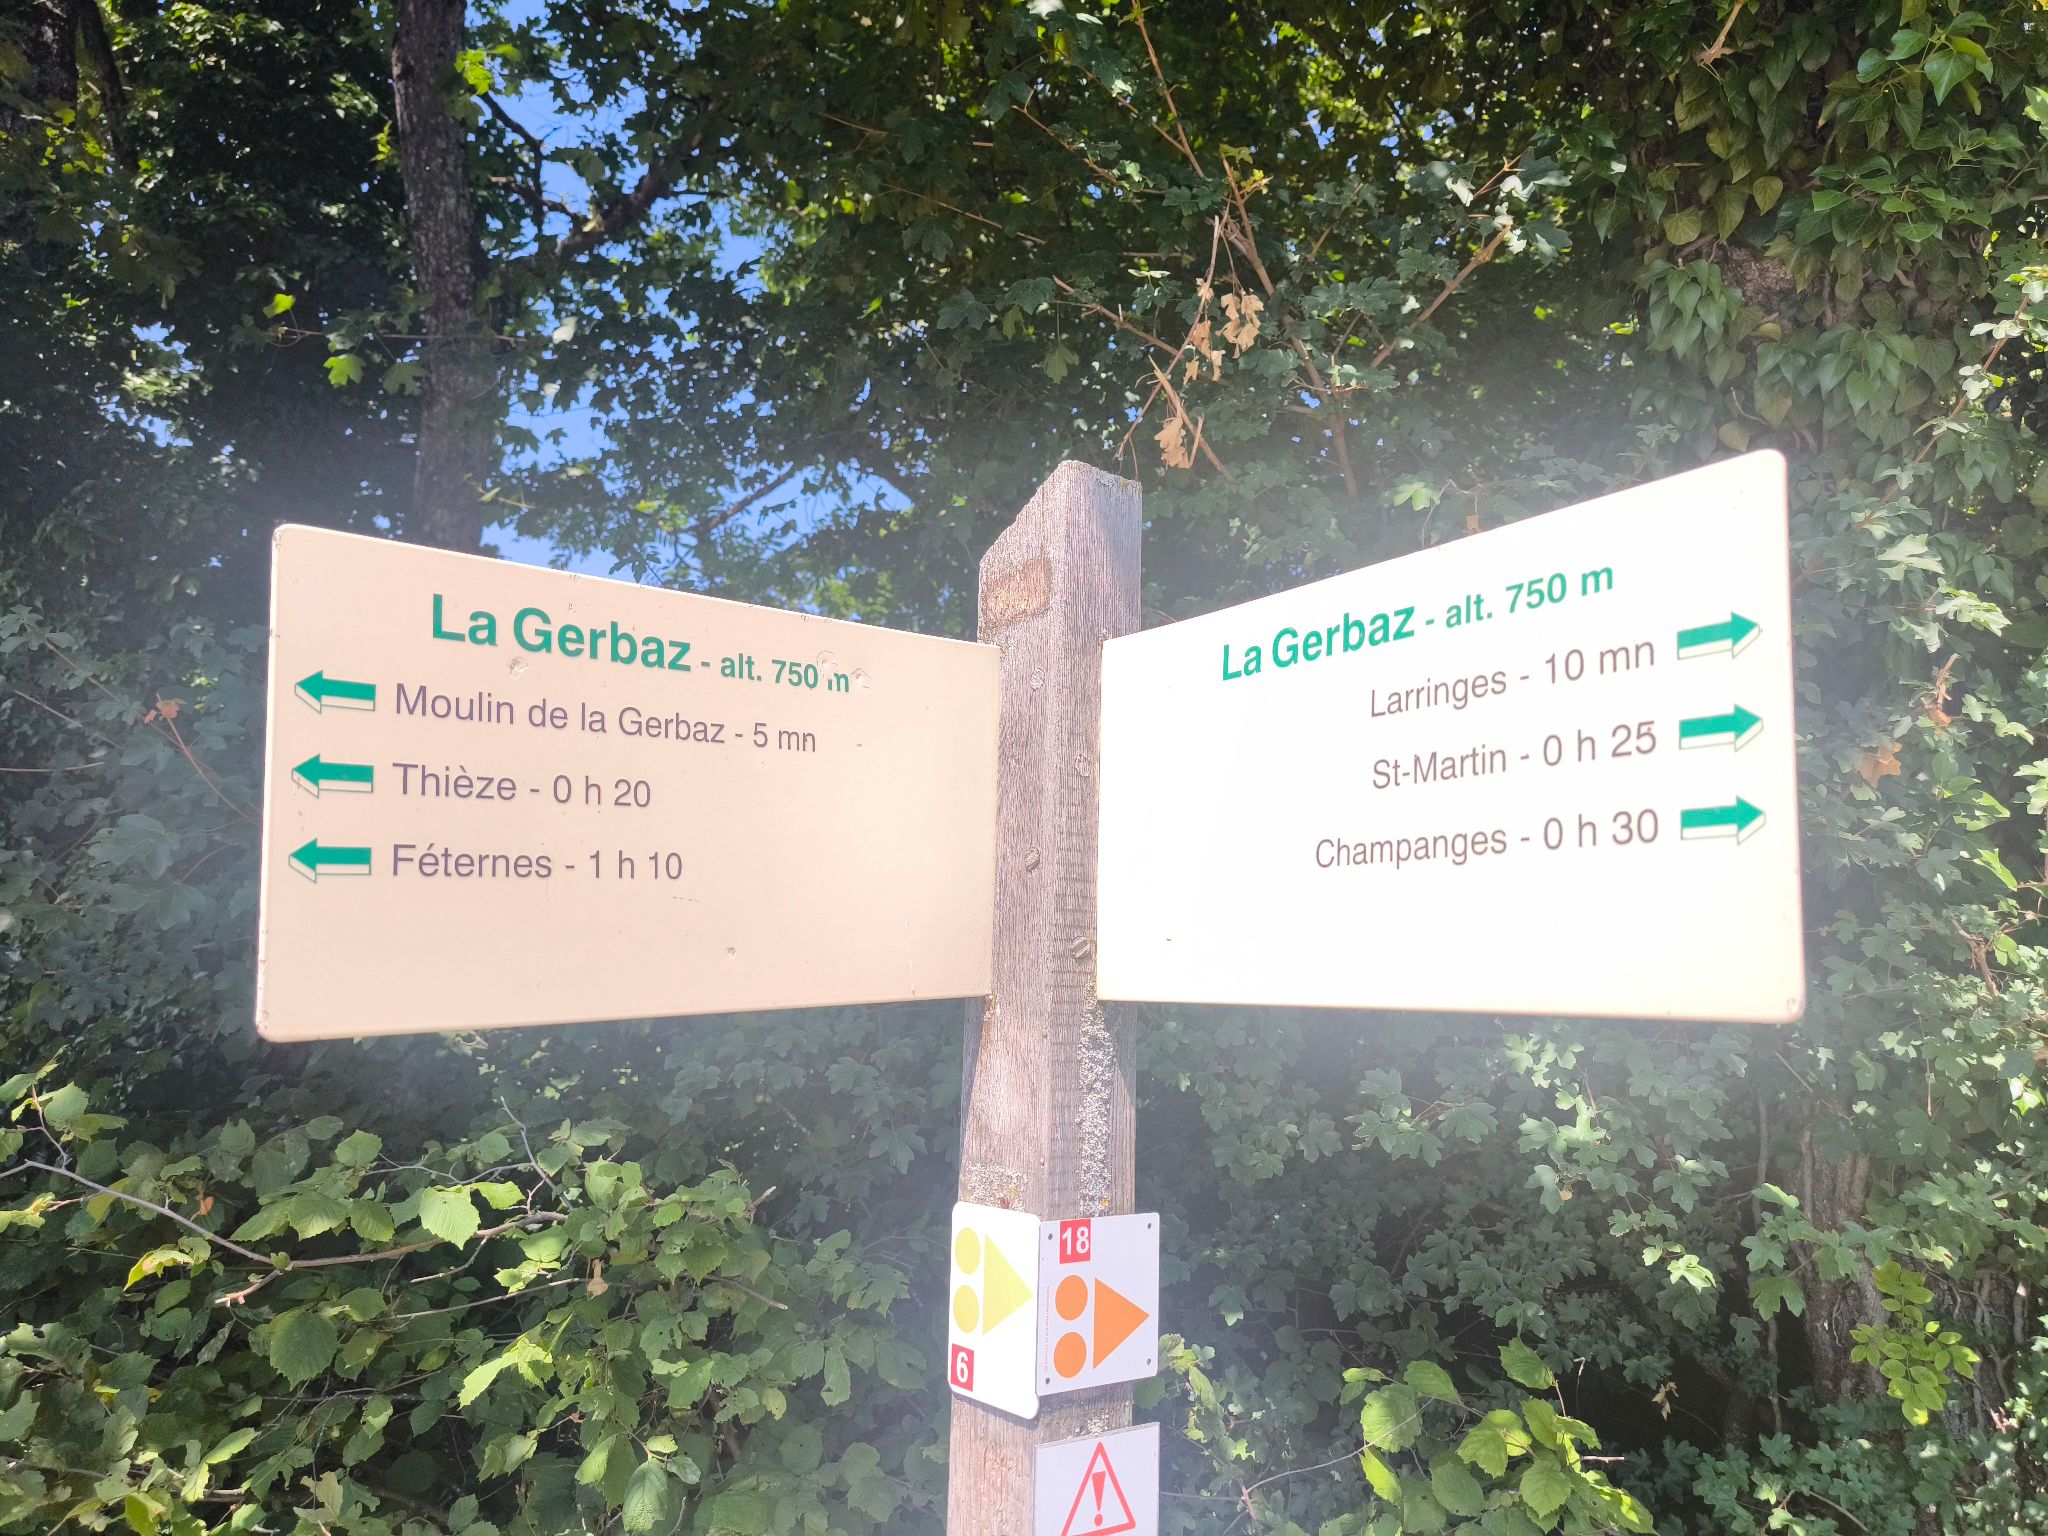 La Gerbaz - alt. 750 m
Moulin de la Gerbaz - 5 mn
Thièze - 0 h 20
Féternes - 1 h 10
La Gerbaz - alt. 750 m
Larringes - 10 mn
St-Martin - 0 h 25
Champanges - 0 h 30
6
18
!